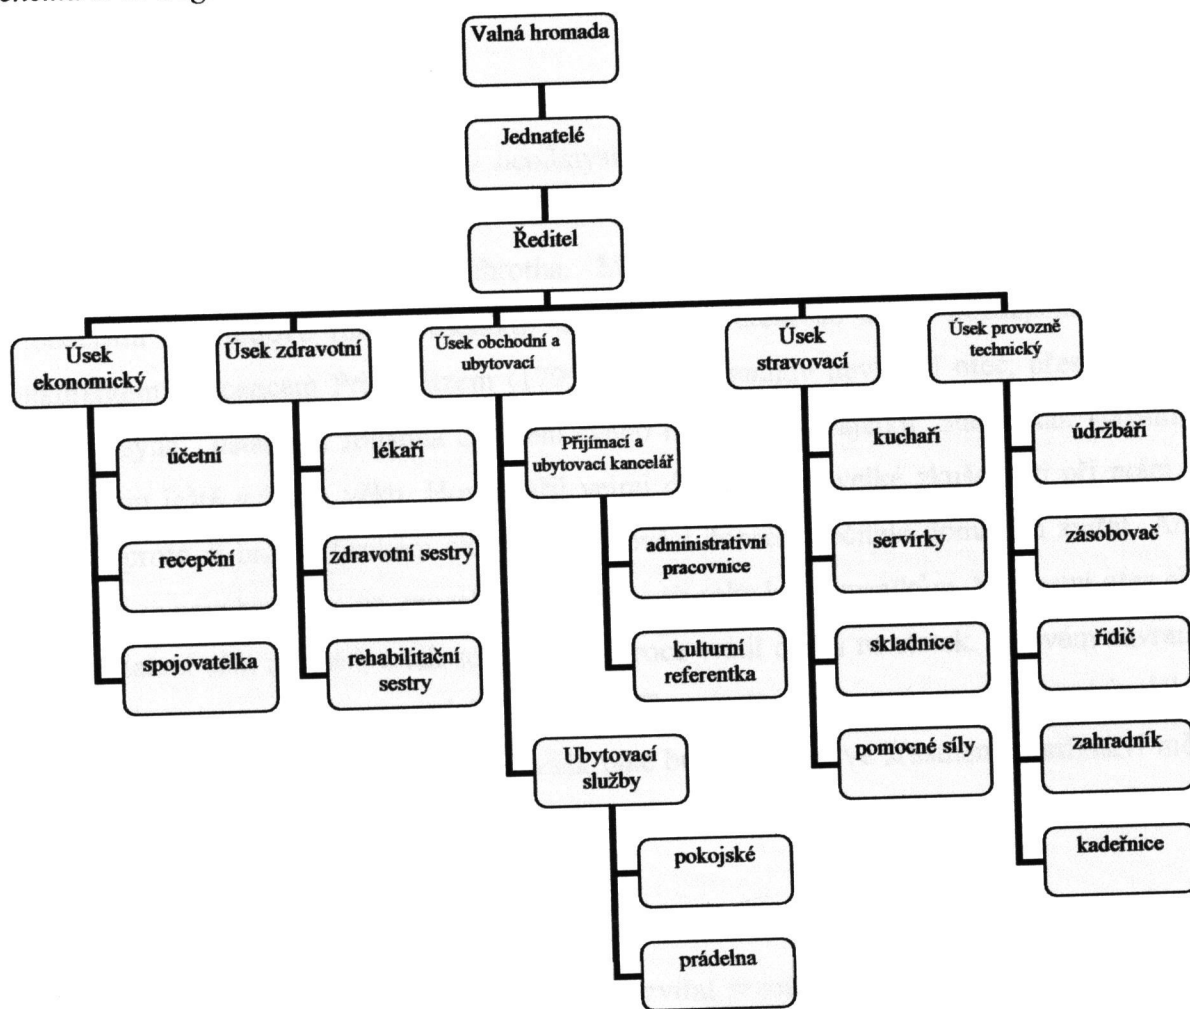 Valná hromada
Jednatelé
Ředitel
Úsek
ekonomický
Úsek zdravotní
Úsek obchodní a
ubytovací
Úsek
stravovací
Úsek provozně
technický
účetní
recepční
spojovatelka
lékaři
zdravotní sestry
rehabilitační
sestry
Přijímací a
ubytovací kancelář
administrativní
pracovnice
kulturní
referentka
Ubytovací
služby
pokojské
prádelna
kuchaři
servírky
skladnice
pomocné síly
údržbáři
zásobovač
řidič
zahradník
kadeřnice